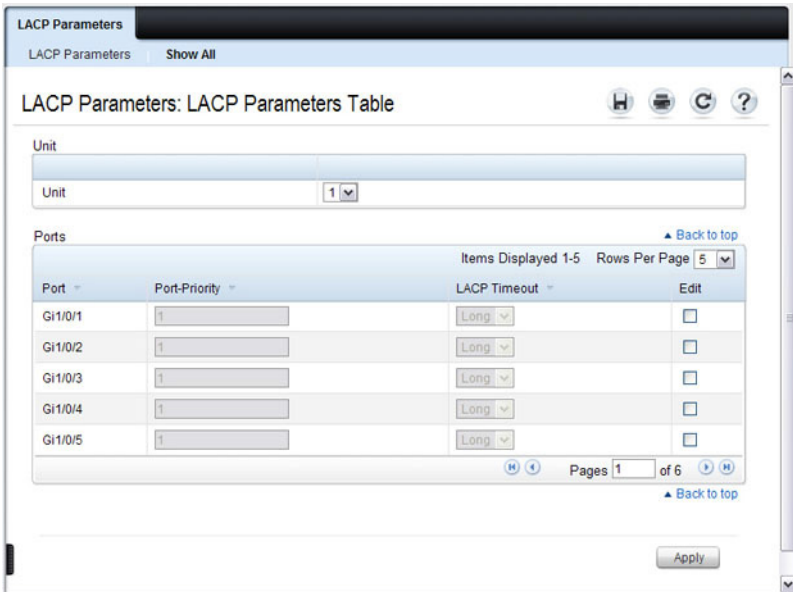 LACP Parameters
LACP Parameters Show All
LACP Parameters: LACP Parameters Table
?
Unit
Unit 1
Ports Back to top
Items Displayed 1-5 Rows Per Page 5
Port Port-Priority LACP Timeout Edit
Gi1/0/1 1 Long
Gi1/0/2 1 Long
Gi1/0/3 1 Long
Gi1/0/4 1 Long
Gi1/0/5 1 Long
Pages 1 of 6
Back to top
Apply